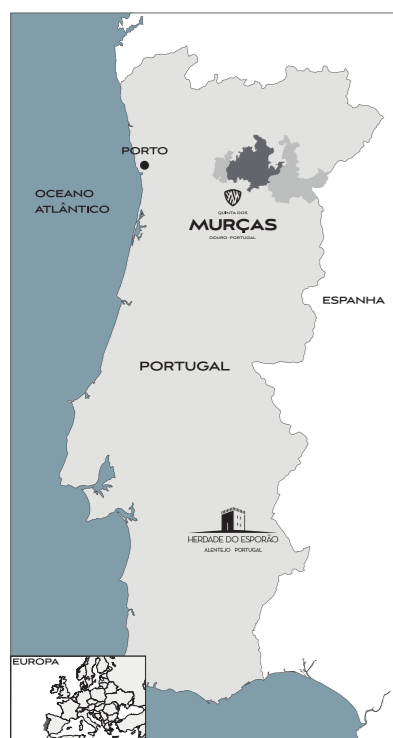 PORTO
OCEANO
ATLÂNTICO
QUINTA DOS
MURÇAS
DOURO · PORTUGAL
ESPANHA
PORTUGAL
HERDADE DO ESPORÃO
ALENTEJO PORTUGAL
EUROPA